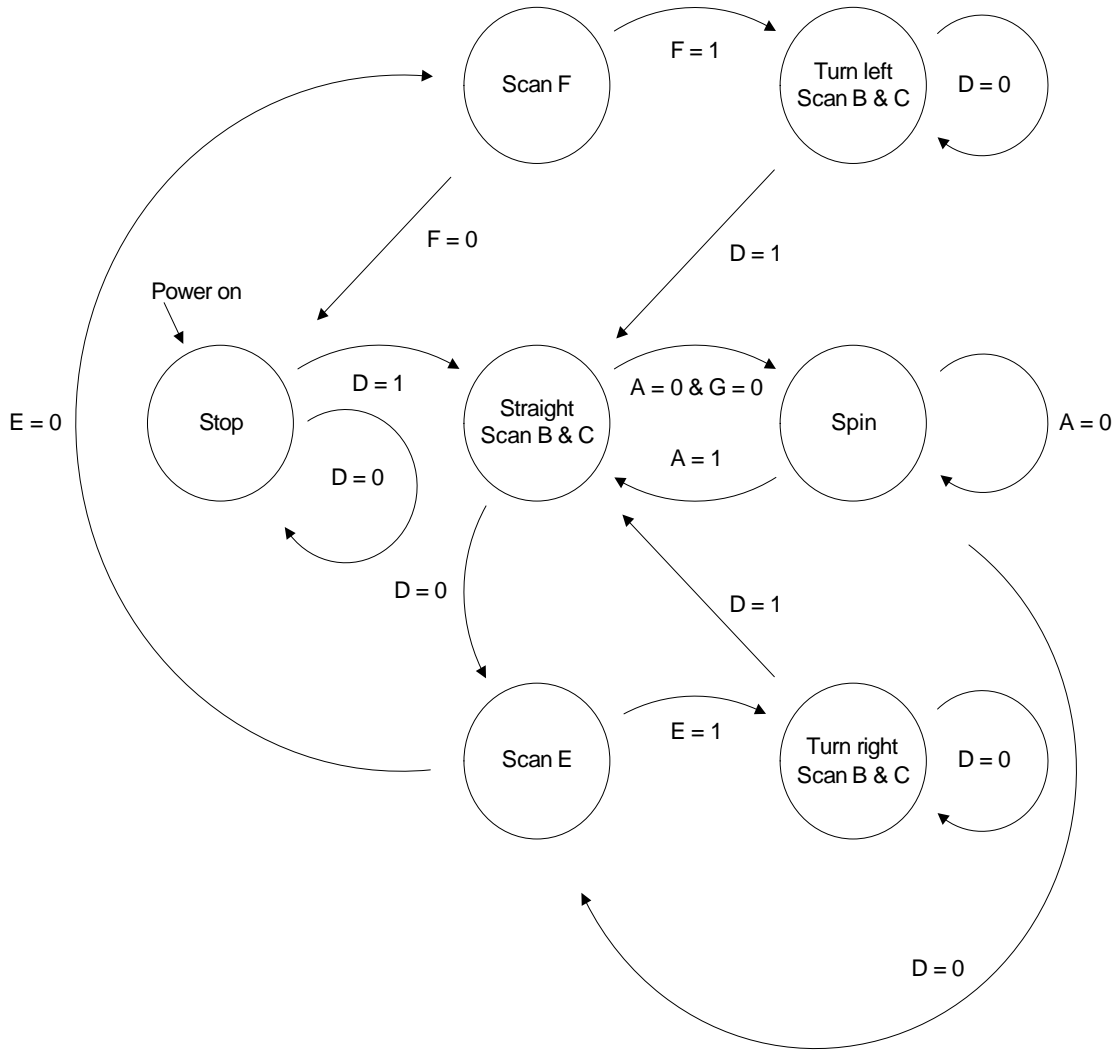 Scan F
F = 1
Turn left
Scan B & C
D = 0
F = 0
D = 1
Power on
E = 0
Stop
D = 1
D = 0
Straight
Scan B & C
A = 0 & G = 0
A = 1
Spin
A = 0
D = 0
D = 1
Scan E
E = 1
Turn right
Scan B & C
D = 0
D = 0